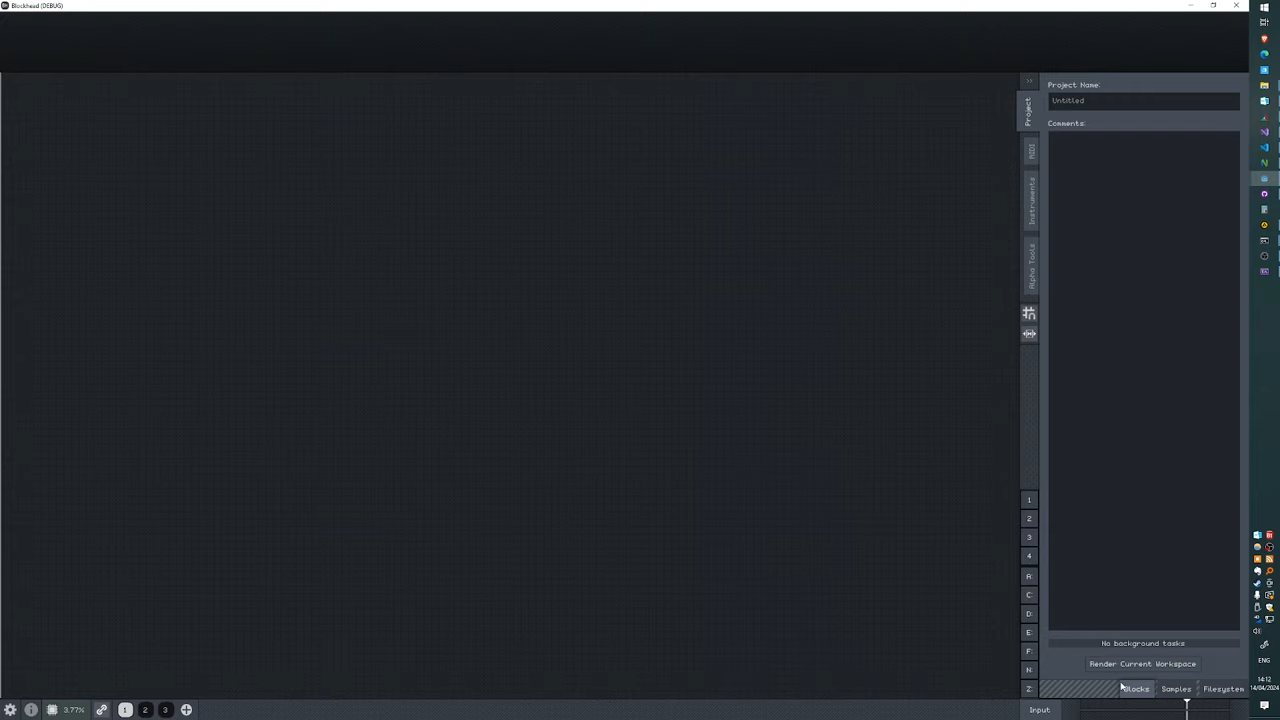 Blockhead (DEBUG)
>>
Project Name:
Untitled
Comments:
Project
MIDI
Instruments
Alpha Tools
1
2
3
4
A:
C:
D:
E:
F:
N:
Z:
No background tasks
Render Current Workspace
Blocks
Samples
Filesystem
3.77%
1
2
3
Input
ENG
14:12
14/04/2024